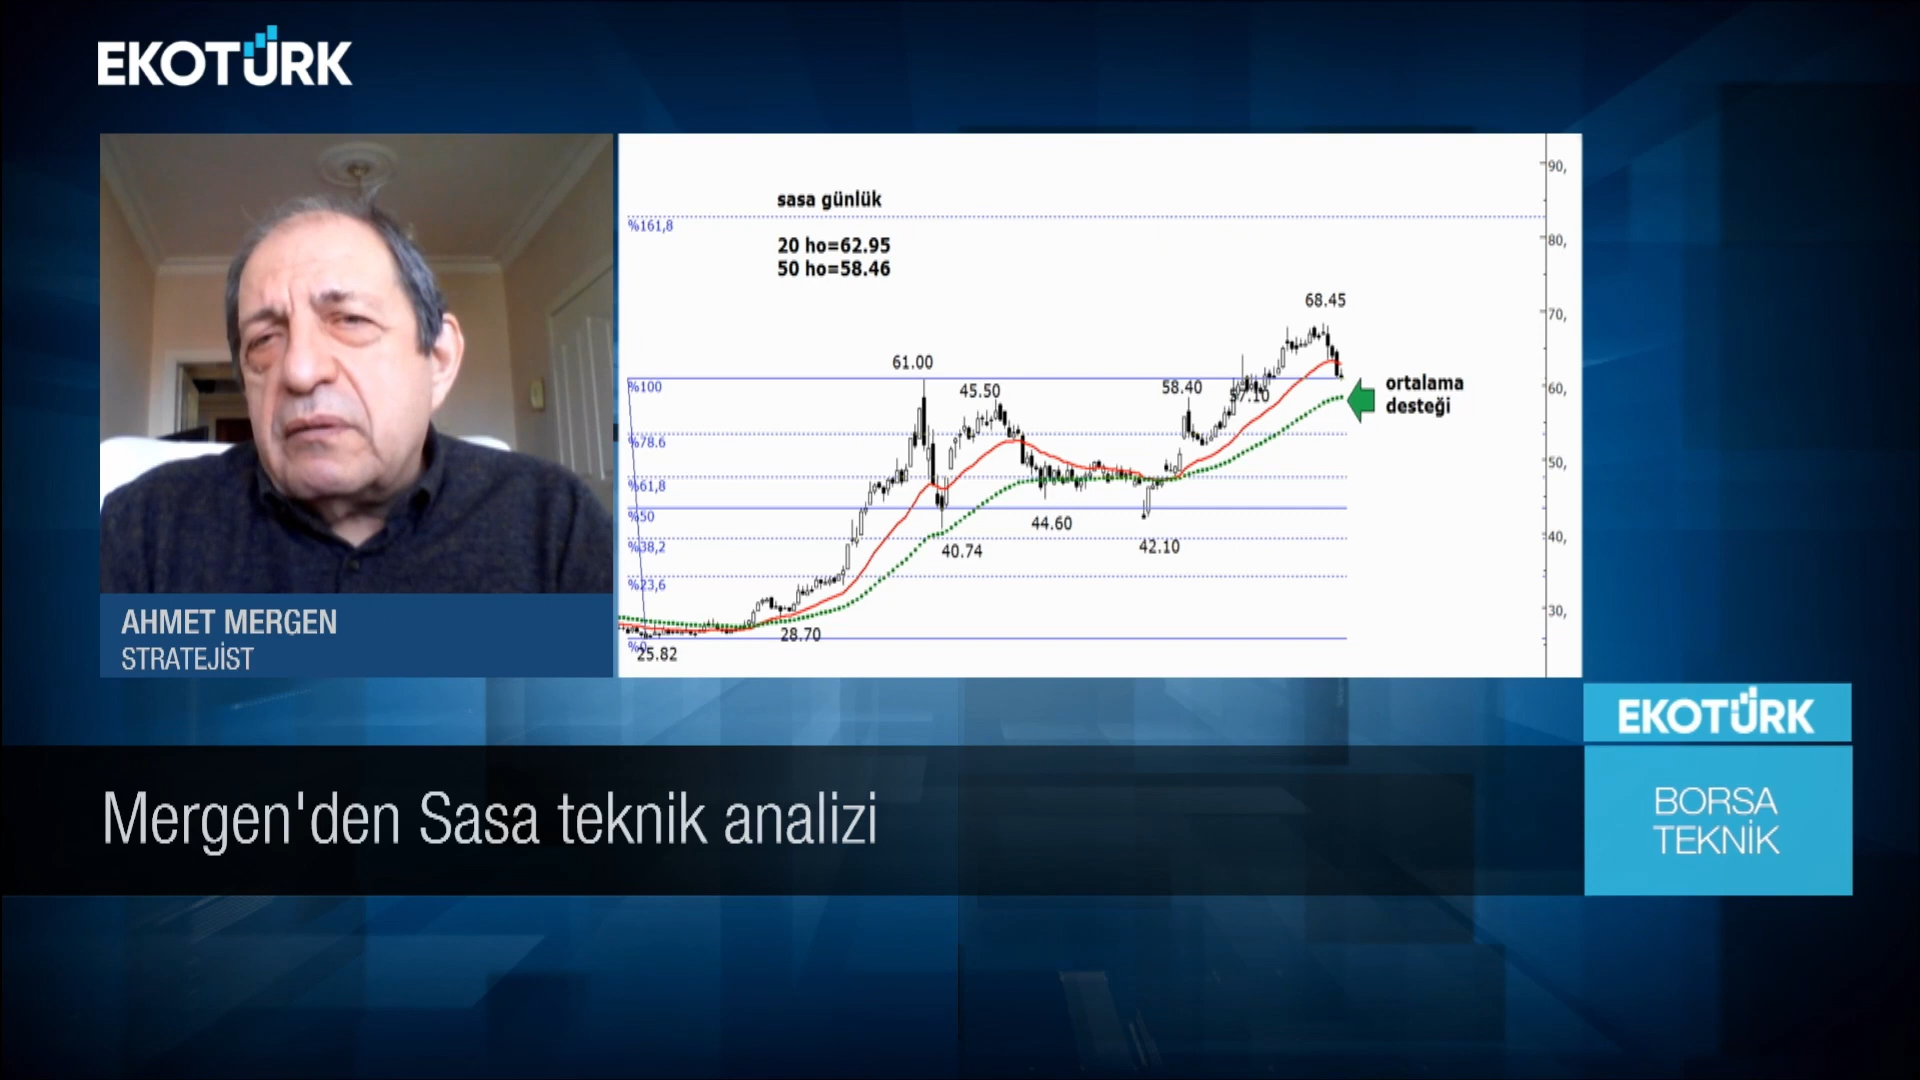 EKOTÜRK
AHMET MERGEN
STRATEJİST
sasa günlük
20 ho=62.95
50 ho=58.46
%161,8
%100
%78.6
%61,8
%50
%38,2
%23,6
%0
61.00
45.50
58.40
57.10
68.45
40.74
44.60
42.10
28.70
25.82
ortalama
desteği
90,
80,
70,
60,
50,
40,
30,
EKOTÜRK
BORSA
TEKNİK
Mergen'den Sasa teknik analizi